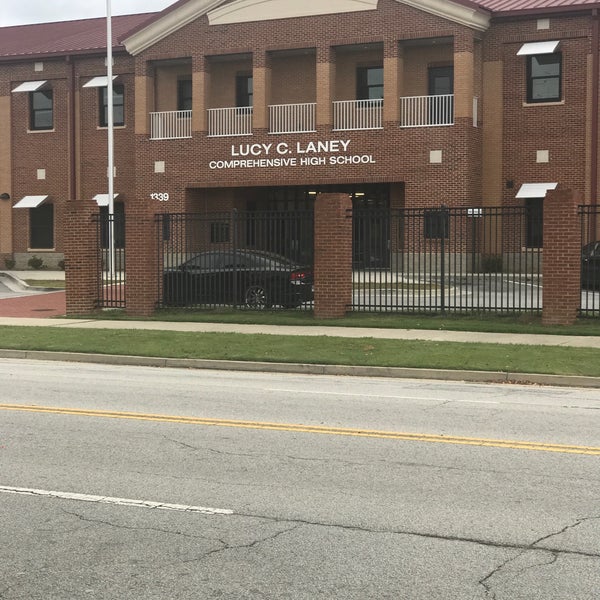 LUCY C. LANEY
COMPREHENSIVE HIGH SCHOOL
1339